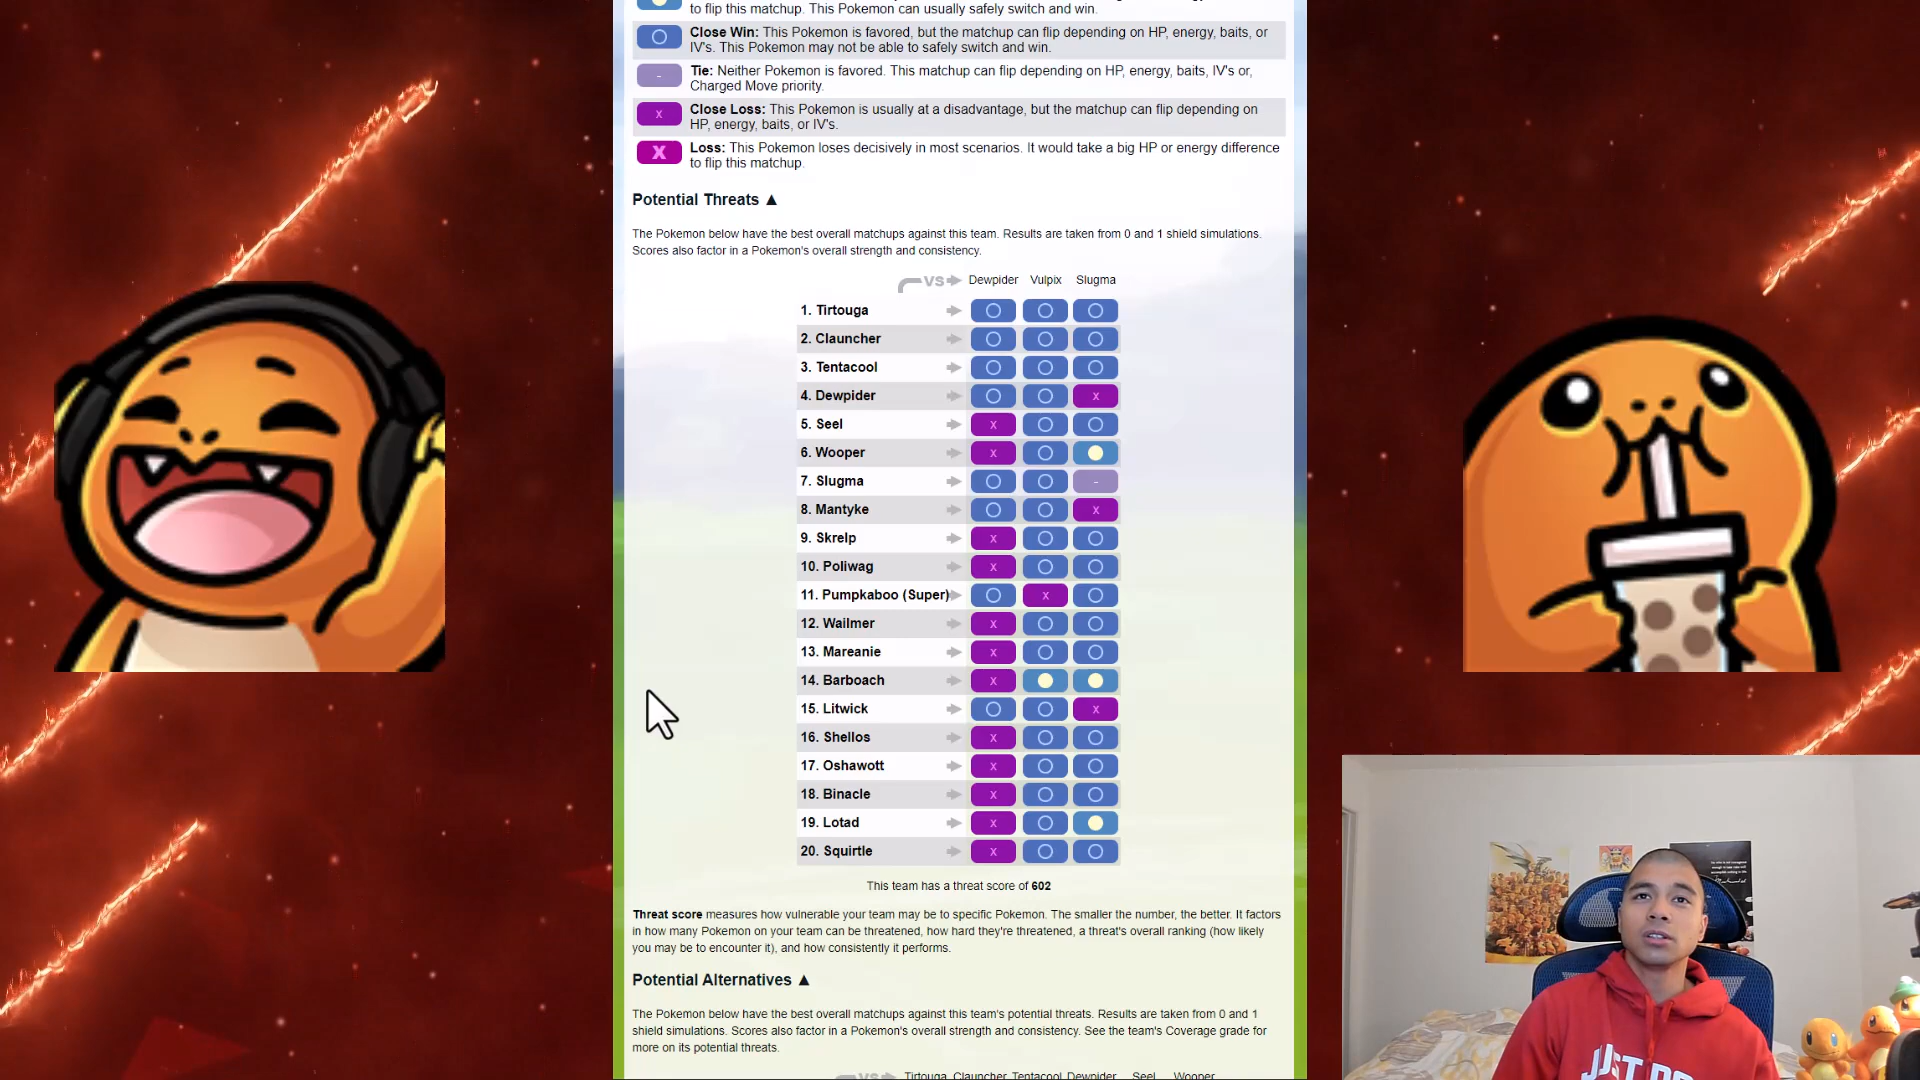 to flip this matchup. This Pokemon can usually safely switch and win.
Close Win: This Pokemon is favored, but the matchup can flip depending on HP, energy, baits, or
IV's. This Pokemon may not be able to safely switch and win.
- Tie: Neither Pokemon is favored. This matchup can flip depending on HP, energy, baits, IV's or,
Charged Move priority.
x Close Loss: This Pokemon is usually at a disadvantage, but the matchup can flip depending on
HP, energy, baits, or IV's.
X Loss: This Pokemon loses decisively in most scenarios. It would take a big HP or energy difference
to flip this matchup.
Potential Threats ▲
The Pokemon below have the best overall matchups against this team. Results are taken from 0 and 1 shield simulations.
Scores also factor in a Pokemon's overall strength and consistency.
VS Dewpider Vulpix Slugma
1. Tirtouga
2. Clauncher
3. Tentacool
4. Dewpider x
5. Seel x
6. Wooper x
7. Slugma -
8. Mantyke x
9. Skrelp x
10. Poliwag x
11. Pumpkaboo (Super) x
12. Wailmer x
13. Mareanie x
14. Barboach x
15. Litwick x
16. Shellos x
17. Oshawott x
18. Binacle x
19. Lotad x
20. Squirtle x
This team has a threat score of 602
Threat score measures how vulnerable your team may be to specific Pokemon. The smaller the number, the better. It factors
in how many Pokemon on your team can be threatened, how hard they're threatened, a threat's overall ranking (how likely
you may be to encounter it), and how consistently it performs.
Potential Alternatives ▲
The Pokemon below have the best overall matchups against this team's potential threats. Results are taken from 0 and 1
shield simulations. Scores also factor in a Pokemon's overall strength and consistency. See the team's Coverage grade for
more on its potential threats.
VS Tirtouga Clauncher Tentacool Dewpider Seel Wooper
JUST